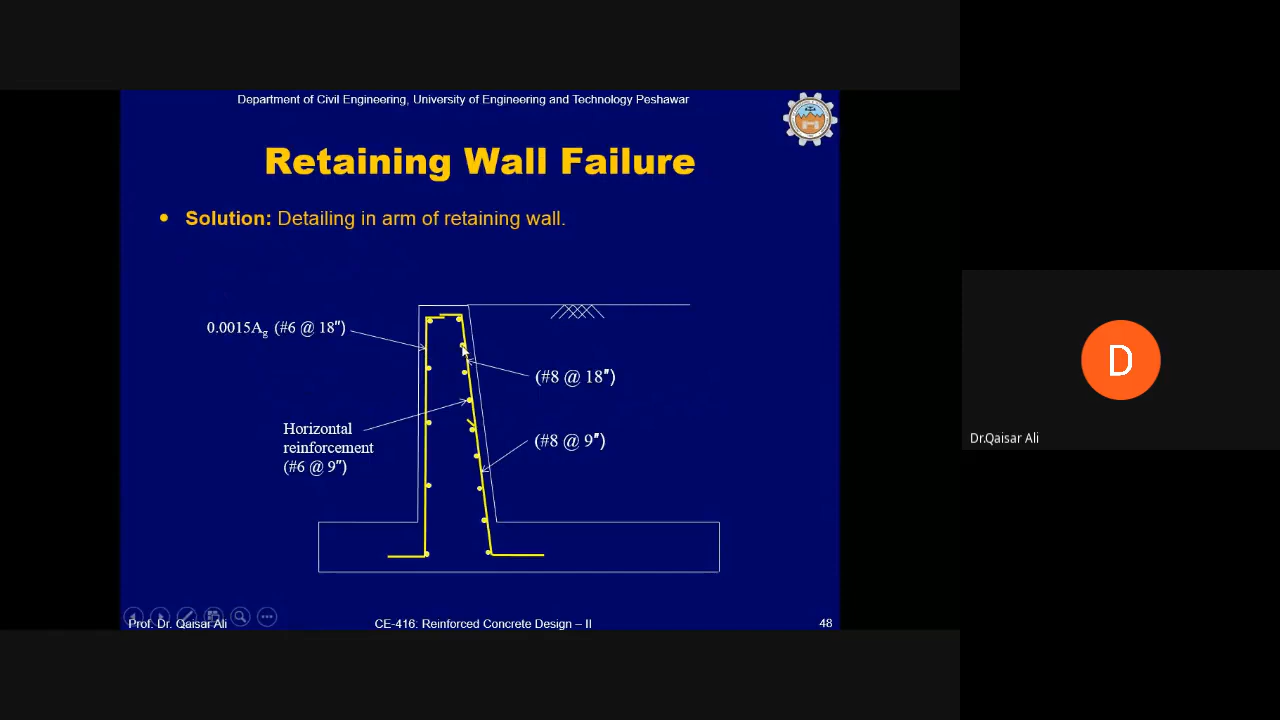 Department of Civil Engineering, University of Engineering and Technology Peshawar
Retaining Wall Failure
• Solution: Detailing in arm of retaining wall.
0.0015Ag (#6 @ 18″)
(#8 @ 18″)
Horizontal
reinforcement
(#6 @ 9″)
(#8 @ 9″)
Prof. Dr. Qaisar Ali
CE-416: Reinforced Concrete Design – II
48
D
Dr.Qaisar Ali